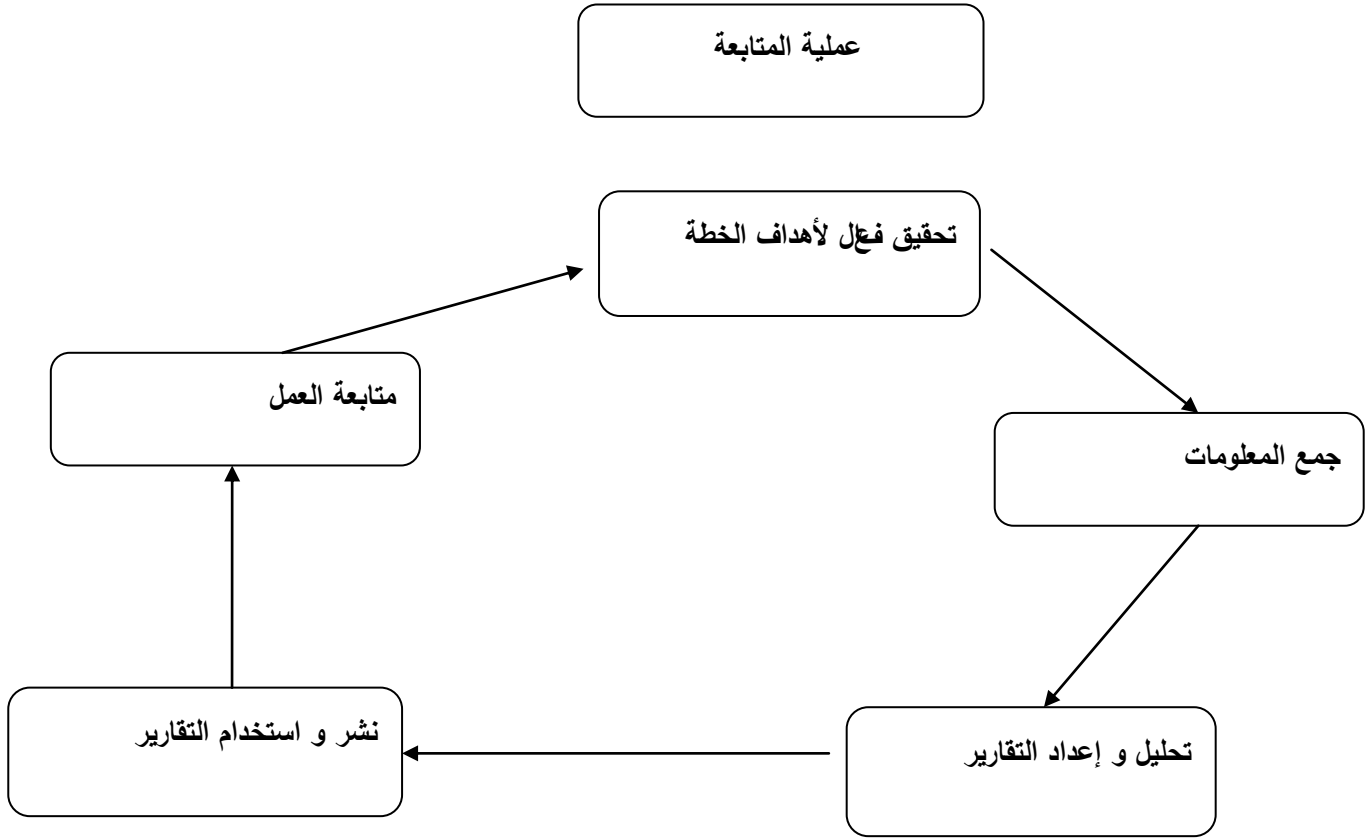 عملية المتابعة
تحقيق فعال لأهداف الخطة
متابعة العمل
جمع المعلومات
نشر و استخدام التقارير
تحليل و إعداد التقارير